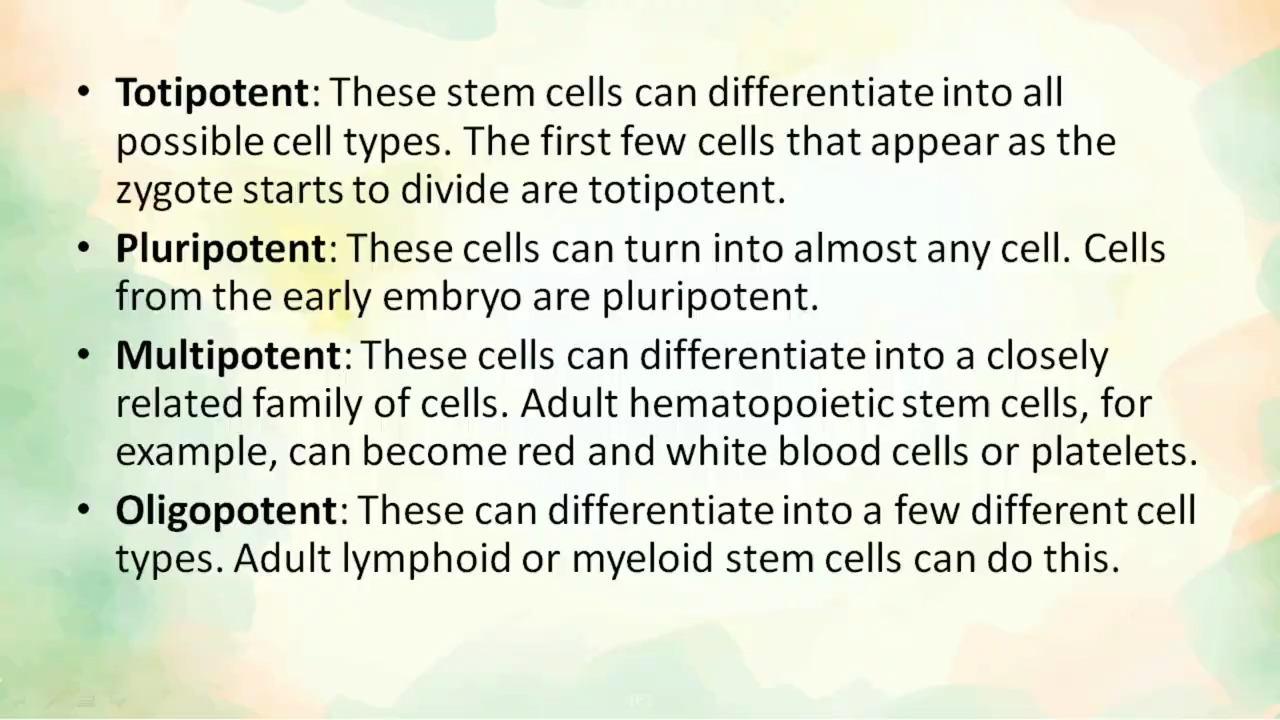 • Totipotent: These stem cells can differentiate into all
possible cell types. The first few cells that appear as the
zygote starts to divide are totipotent.
• Pluripotent: These cells can turn into almost any cell. Cells
from the early embryo are pluripotent.
• Multipotent: These cells can differentiate into a closely
related family of cells. Adult hematopoietic stem cells, for
example, can become red and white blood cells or platelets.
• Oligopotent: These can differentiate into a few different cell
types. Adult lymphoid or myeloid stem cells can do this.